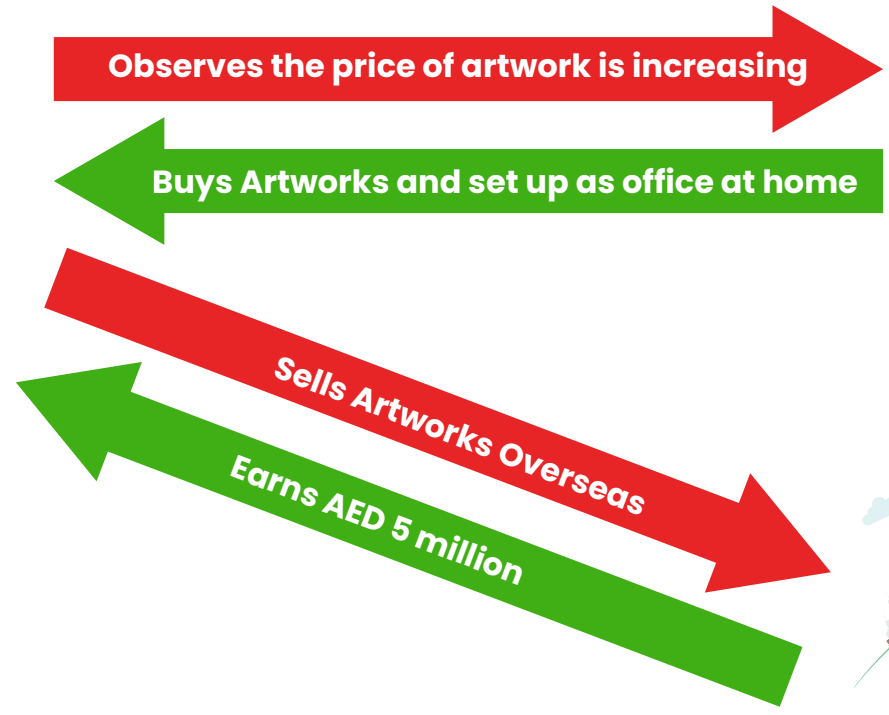 Observes the price of artwork is increasing
Buys Artworks and set up as office at home
Sells Artworks Overseas
Earns AED 5 million